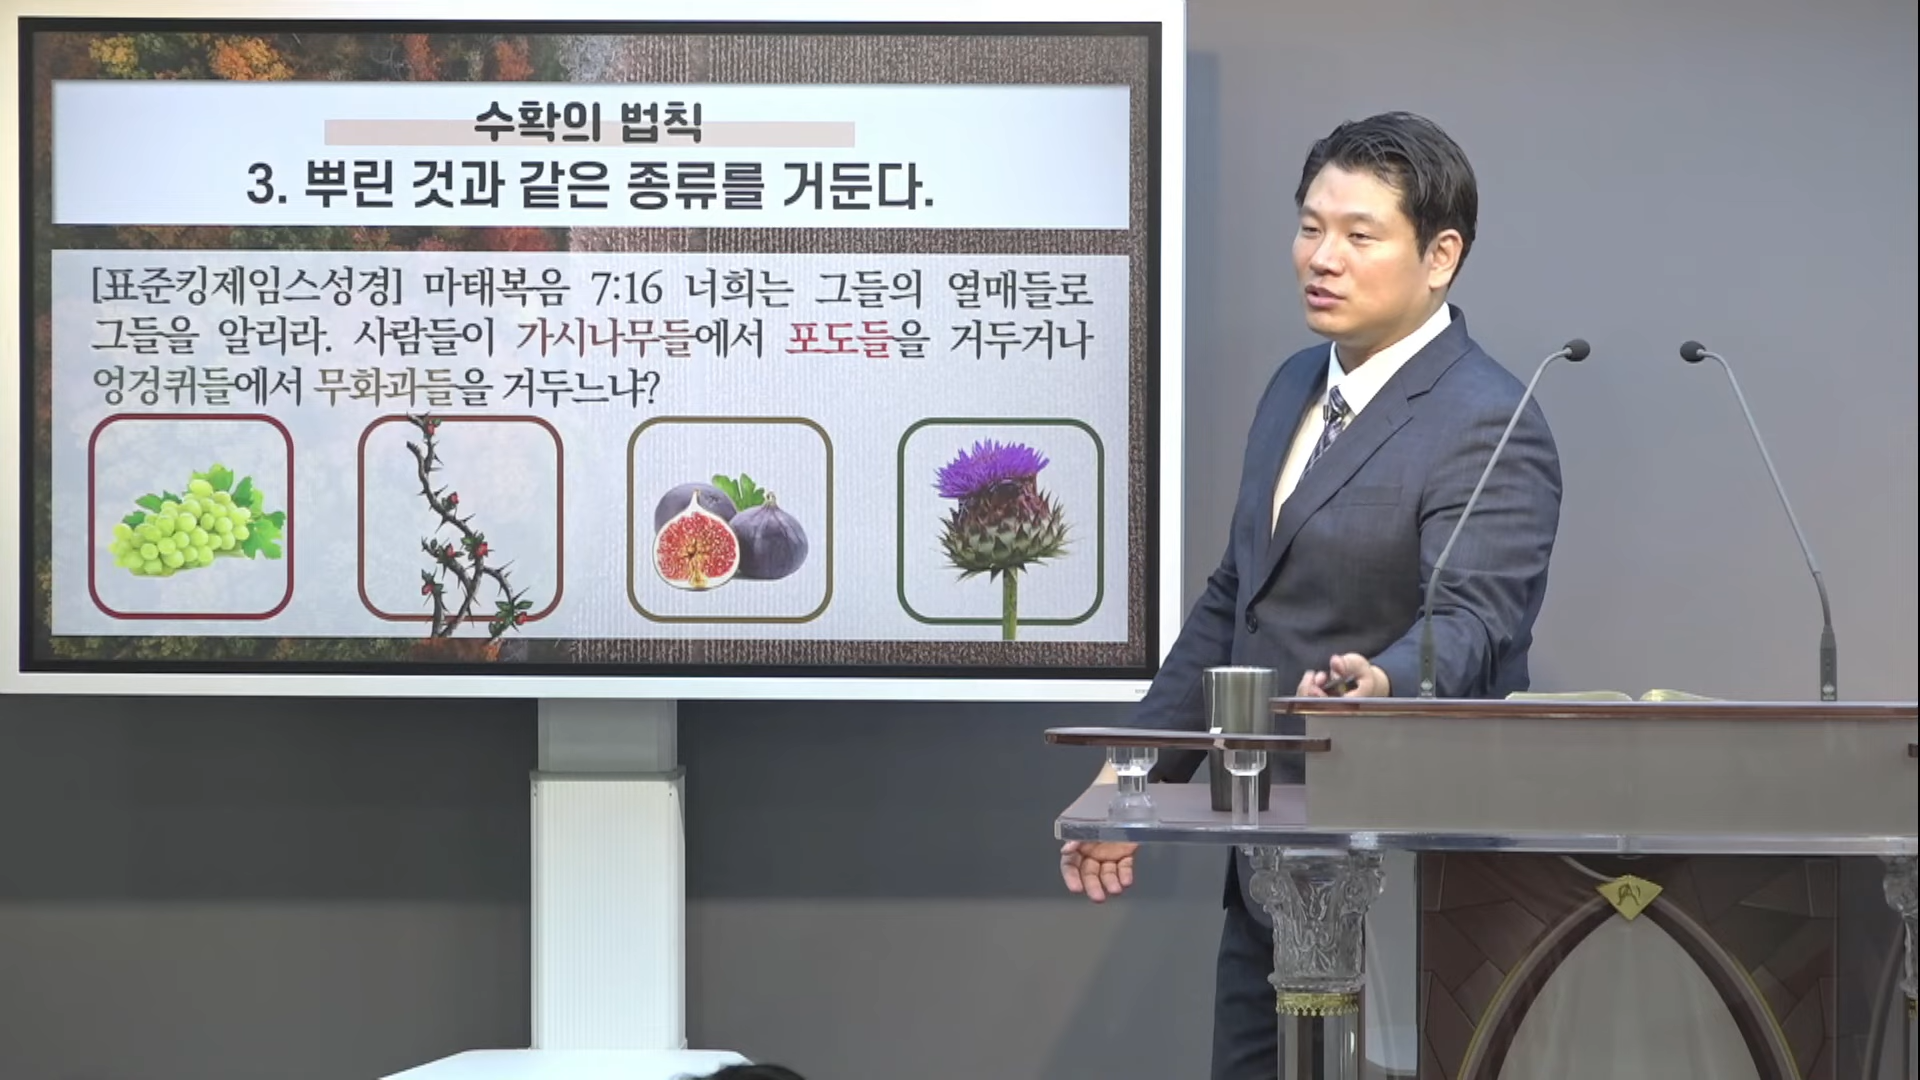 수확의 법칙
3. 뿌린 것과 같은 종류를 거둔다.
[표준킹제임스성경] 마태복음 7:16 너희는 그들의 열매들로
그들을 알리라. 사람들이 가시나무들에서 포도들을 거두거나
엉겅퀴들에서 무화과들을 거두느냐?